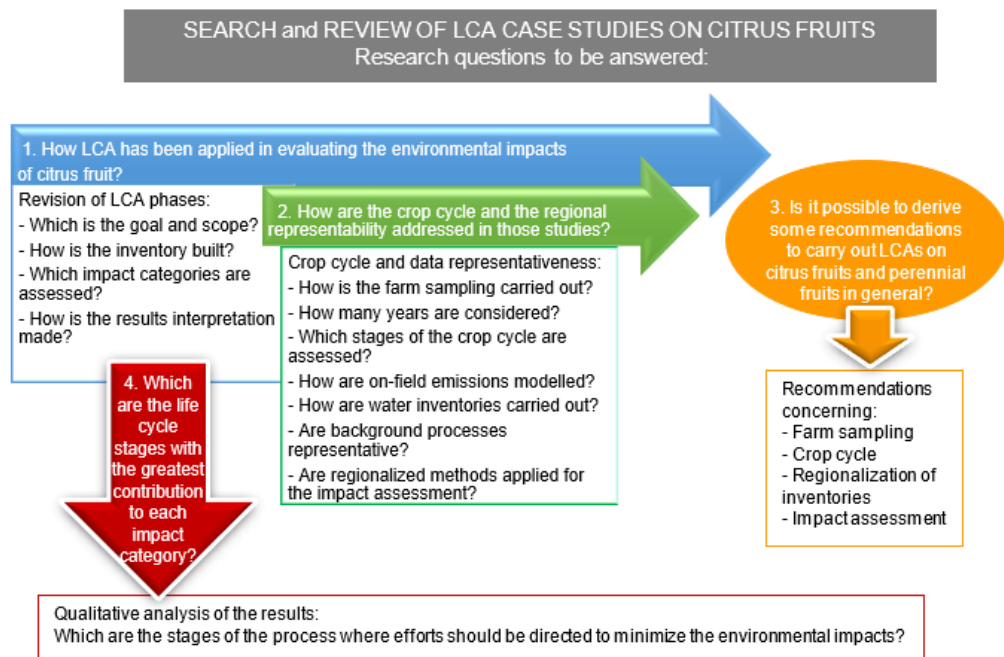 SEARCH and REVIEW OF LCA CASE STUDIES ON CITRUS FRUITS
Research questions to be answered:
1. How LCA has been applied in evaluating the environmental impacts
of citrus fruit?
Revision of LCA phases:
- Which is the goal and scope?
- How is the inventory built?
- Which impact categories are
assessed?
- How is the results interpretation
made?
2. How are the crop cycle and the regional
representability addressed in those studies?
Crop cycle and data representativeness:
- How is the farm sampling carried out?
- How many years are considered?
- Which stages of the crop cycle are
assessed?
- How are on-field emissions modelled?
- How are water inventories carried out?
- Are background processes
representative?
- Are regionalized methods applied for
the impact assessment?
3. Is it possible to derive
some recommendations
to carry out LCAs on
citrus fruits and perennial
fruits in general?
Recommendations
concerning:
- Farm sampling
- Crop cycle
- Regionalization of
inventories
- Impact assessment
4. Which
are the life
cycle
stages with
the greatest
contribution
to each
impact
category?
Qualitative analysis of the results:
Which are the stages of the process where efforts should be directed to minimize the environmental impacts?